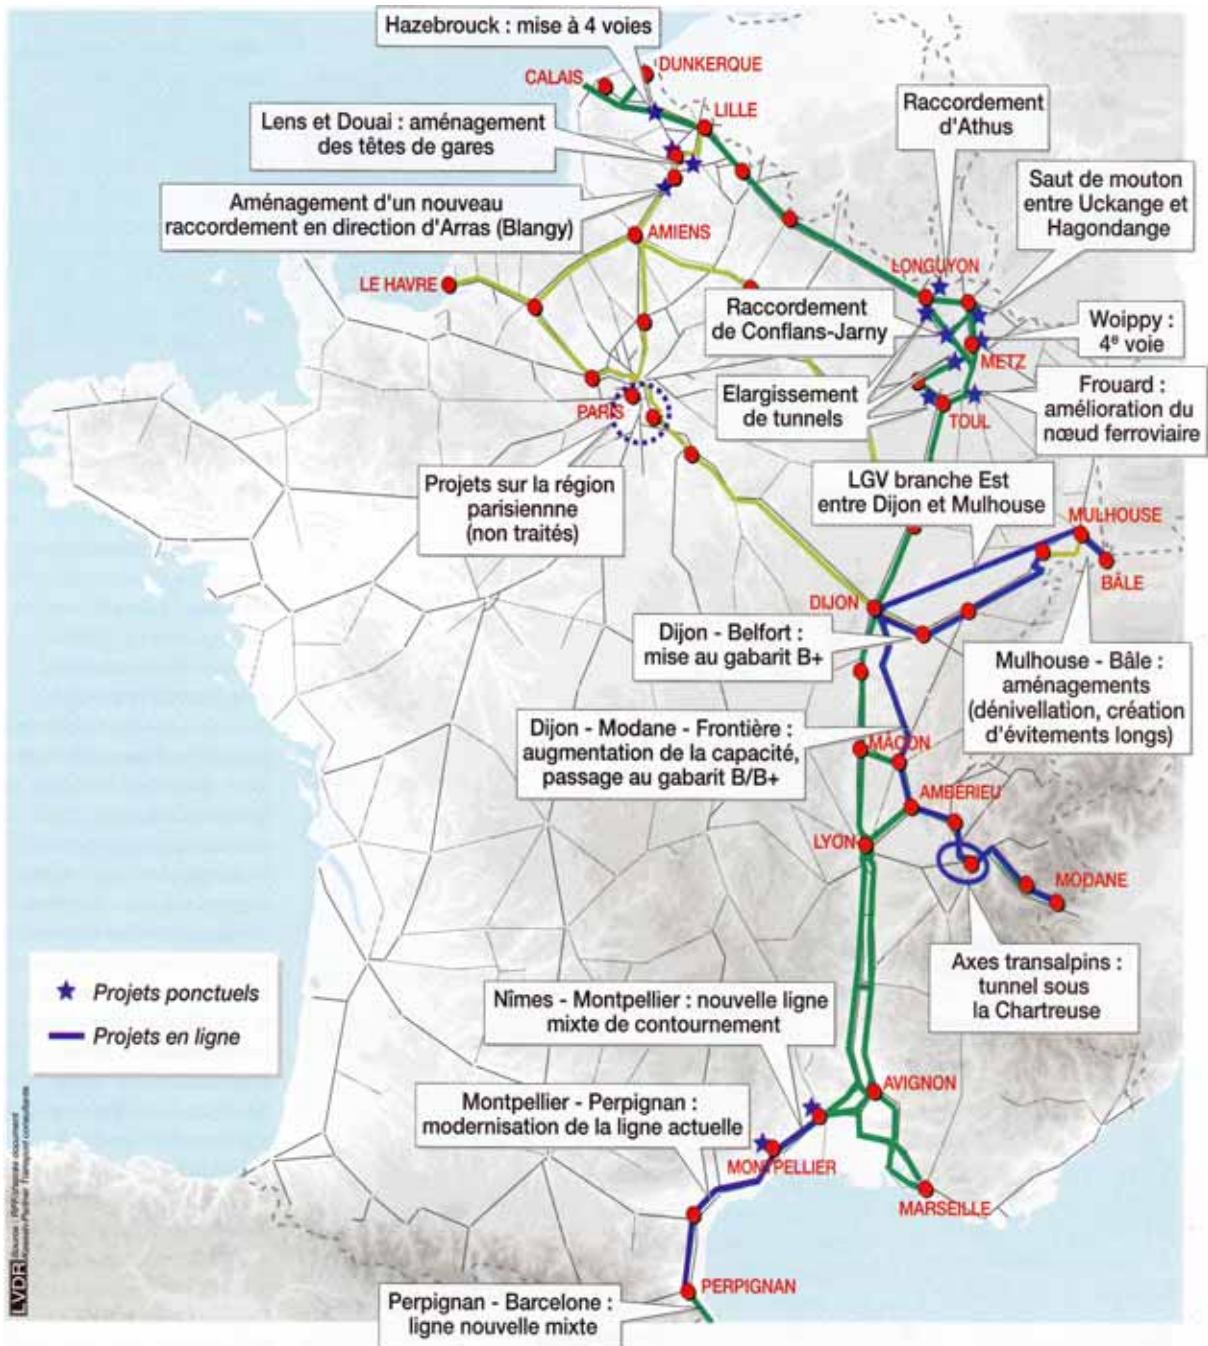 Hazebrouck : mise à 4 voies
DUNKERQUE
CALAIS
LILLE
Lens et Douai : aménagement
des têtes de gares
Raccordement
d'Athus
Saut de mouton
entre Uckange et
Hagondange
Aménagement d'un nouveau
raccordement en direction d'Arras (Blangy)
AMIENS
LE HAVRE
LONGUYON
Raccordement
de Conflans-Jarny
Woippy :
4e voie
METZ
Elargissement
de tunnels
Frouard :
amélioration du
nœud ferroviaire
PARIS
TOUL
Projets sur la région
parisiennne
(non traités)
LGV branche Est
entre Dijon et Mulhouse
MULHOUSE
BÂLE
DIJON
Dijon - Belfort :
mise au gabarit B+
Mulhouse - Bâle :
aménagements
(dénivellation, création
d'évitements longs)
Dijon - Modane - Frontière :
augmentation de la capacité,
passage au gabarit B/B+
MÂCON
AMBÉRIEU
LYON
MODANE
Axes transalpins :
tunnel sous
la Chartreuse
Projets ponctuels
Projets en ligne
Nîmes - Montpellier : nouvelle ligne
mixte de contournement
AVIGNON
Montpellier - Perpignan :
modernisation de la ligne actuelle
MONTPELLIER
MARSEILLE
PERPIGNAN
Perpignan - Barcelone :
ligne nouvelle mixte
LVDR